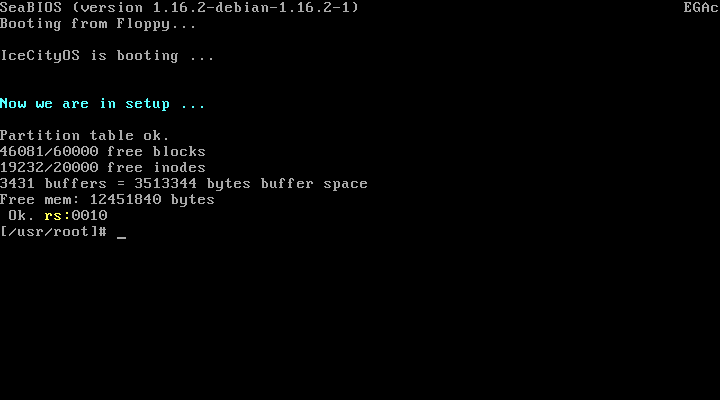 SeaBIOS (version 1.16.2-debian-1.16.2-1) EGAc
Booting from Floppy...
IceCityOS is booting ...
Now we are in setup ...
Partition table ok.
46081/60000 free blocks
19232/20000 free inodes
3431 buffers = 3513344 bytes buffer space
Free mem: 12451840 bytes
 Ok. rs:0010
[/usr/root]# _